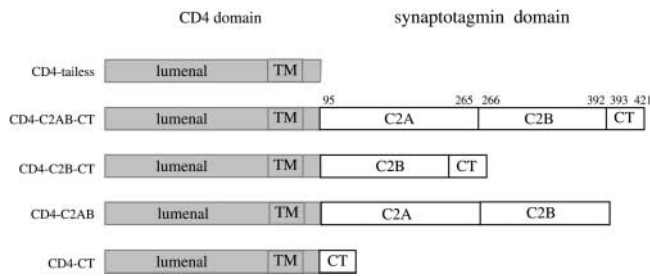 CD4 domain synaptotagmin domain
CD4-tailess lumenal TM
95 265 266 392 393 421
CD4-C2AB-CT lumenal TM C2A C2B CT
CD4-C2B-CT lumenal TM C2B CT
CD4-C2AB lumenal TM C2A C2B
CD4-CT lumenal TM CT